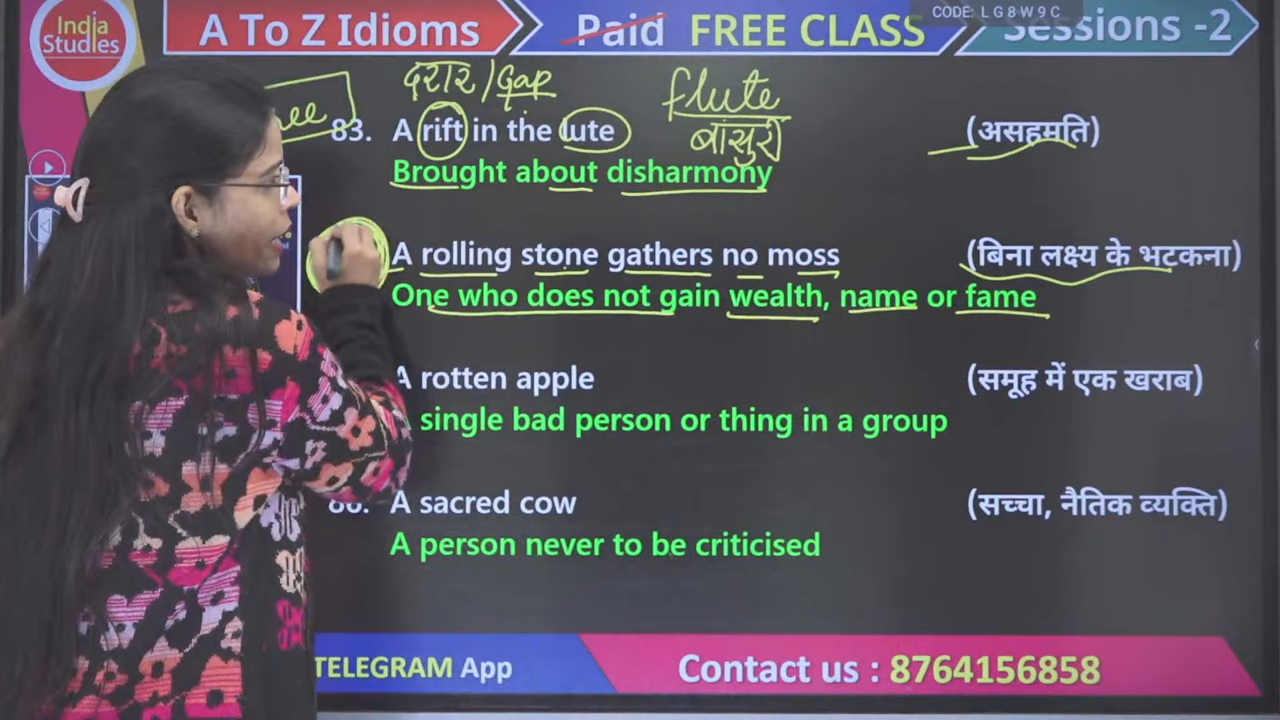 India
Studies
A To Z Idioms
Paid FREE CLASS
CODE: LG8W9C
Sessions -2
दरार/Gap
flute
बांसुरी
83. A rift in the lute (असहमति)
Brought about disharmony
A rolling stone gathers no moss (बिना लक्ष्य के भटकना)
One who does not gain wealth, name or fame
A rotten apple (समूह में एक खराब)
A single bad person or thing in a group
86. A sacred cow (सच्चा, नैतिक व्यक्ति)
A person never to be criticised
TELEGRAM App
Contact us : 8764156858